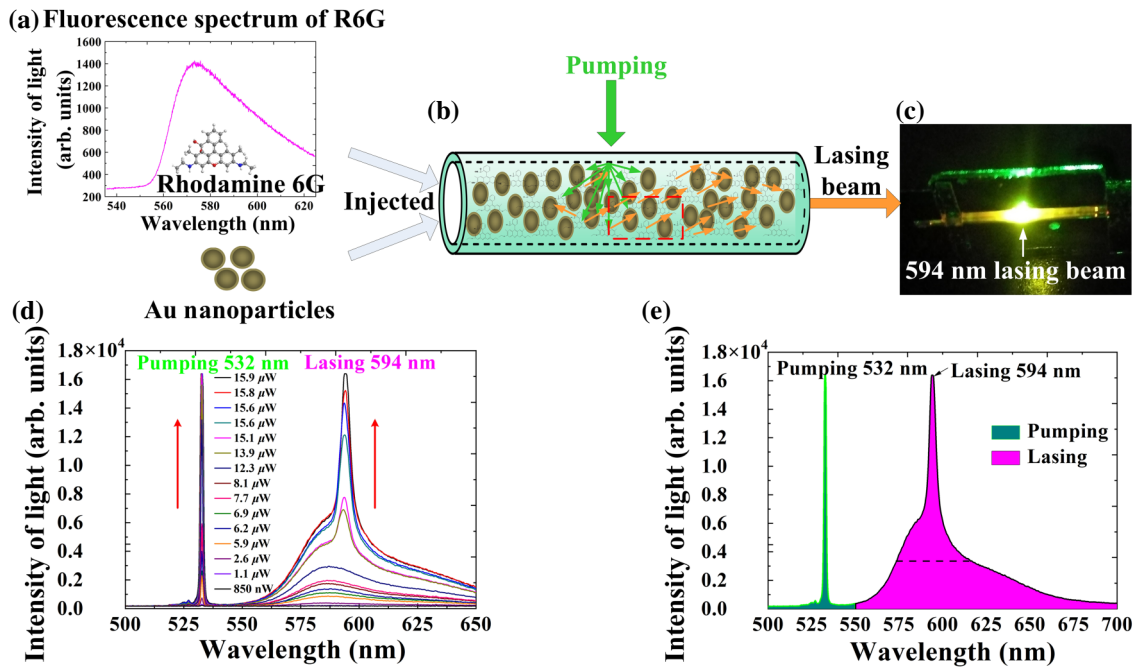 (a) Fluorescence spectrum of R6G
Intensity of light
(arb. units)
1600
1400
1200
1000
800
600
400
200
540 560 580 600 620
Wavelength (nm)
Rhodamine 6G
Au nanoparticles
Injected
(b)
Pumping
Lasing
beam
(c)
594 nm lasing beam
(d)
Intensity of light (arb. units)
1.8×10⁴
1.6
1.4
1.2
1.0
0.8
0.6
0.4
0.2
0.0
500 525 550 575 600 625 650
Wavelength (nm)
Pumping 532 nm Lasing 594 nm
15.9 μW
15.8 μW
15.6 μW
15.6 μW
15.1 μW
13.9 μW
12.3 μW
8.1 μW
7.7 μW
6.9 μW
6.2 μW
5.9 μW
2.6 μW
1.1 μW
850 nW
(e)
Intensity of light (arb. units)
1.8×10⁴
1.6
1.4
1.2
1.0
0.8
0.6
0.4
0.2
0.0
500 550 600 650 700
Wavelength (nm)
Pumping 532 nm Lasing 594 nm
Pumping
Lasing